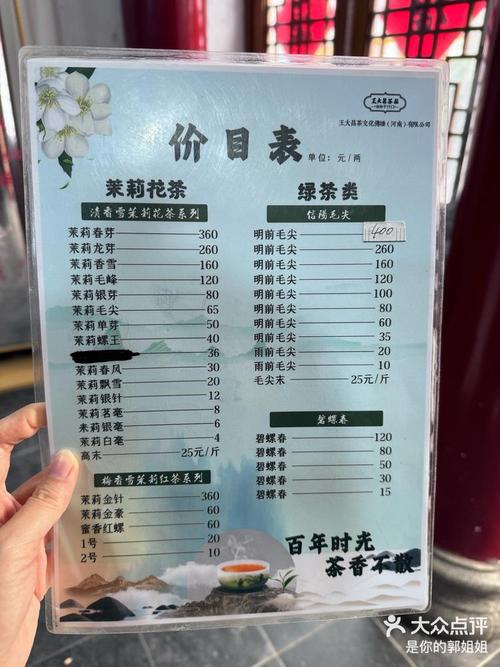 王大昌茶庄
王大昌茶文化传播（河南）有限公司
价目表
单位：元/两
茉莉花茶
清香雪茉莉花茶系列
茉莉春芽 360
茉莉龙芽 260
茉莉香雪 160
茉莉毛峰 120
茉莉银芽 80
茉莉毛尖 65
茉莉单芽 50
茉莉螺王 40
36
茉莉春风 30
茉莉飘雪 20
茉莉银针 12
茉莉茗毫 8
茉莉银毫 6
茉莉白毫 4
高末 25元/斤
梅香雪茉莉红茶系列
茉莉金针 360
茉莉金豪 60
蜜香红螺 60
1号 20
2号 10
绿茶类
信陽毛尖
明前毛尖 400
明前毛尖 260
明前毛尖 160
明前毛尖 120
明前毛尖 100
明前毛尖 80
明前毛尖 60
明前毛尖 35
雨前毛尖 20
雨前毛尖 10
毛尖末 25元/斤
碧螺春
碧螺春 120
碧螺春 80
碧螺春 50
碧螺春 30
碧螺春 15
百年时光
茶香不散
大众点评
@是你的郭姐姐